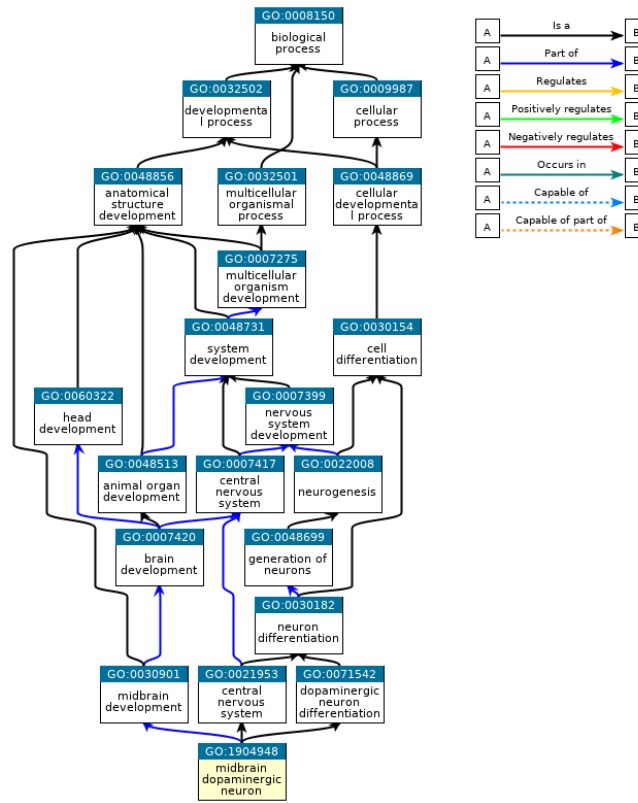 GO:0008150
biological
process
A
Is a
B
A
Part of
B
A
Regulates
B
A
Positively regulates
B
A
Negatively regulates
B
A
Occurs in
B
A
Capable of
B
A
Capable of part of
B
GO:0032502
developmenta
l process
GO:0009987
cellular
process
GO:0048856
anatomical
structure
development
GO:0032501
multicellular
organismal
process
GO:0048869
cellular
developmenta
l process
GO:0007275
multicellular
organism
development
GO:0048731
system
development
GO:0030154
cell
differentiation
GO:0060322
head
development
GO:0007399
nervous
system
development
GO:0048513
animal organ
development
GO:0007417
central
nervous
system
GO:0022008
neurogenesis
GO:0007420
brain
development
GO:0048699
generation of
neurons
GO:0030182
neuron
differentiation
GO:0030901
midbrain
development
GO:0021953
central
nervous
system
GO:0071542
dopaminergic
neuron
differentiation
GO:1904948
midbrain
dopaminergic
neuron